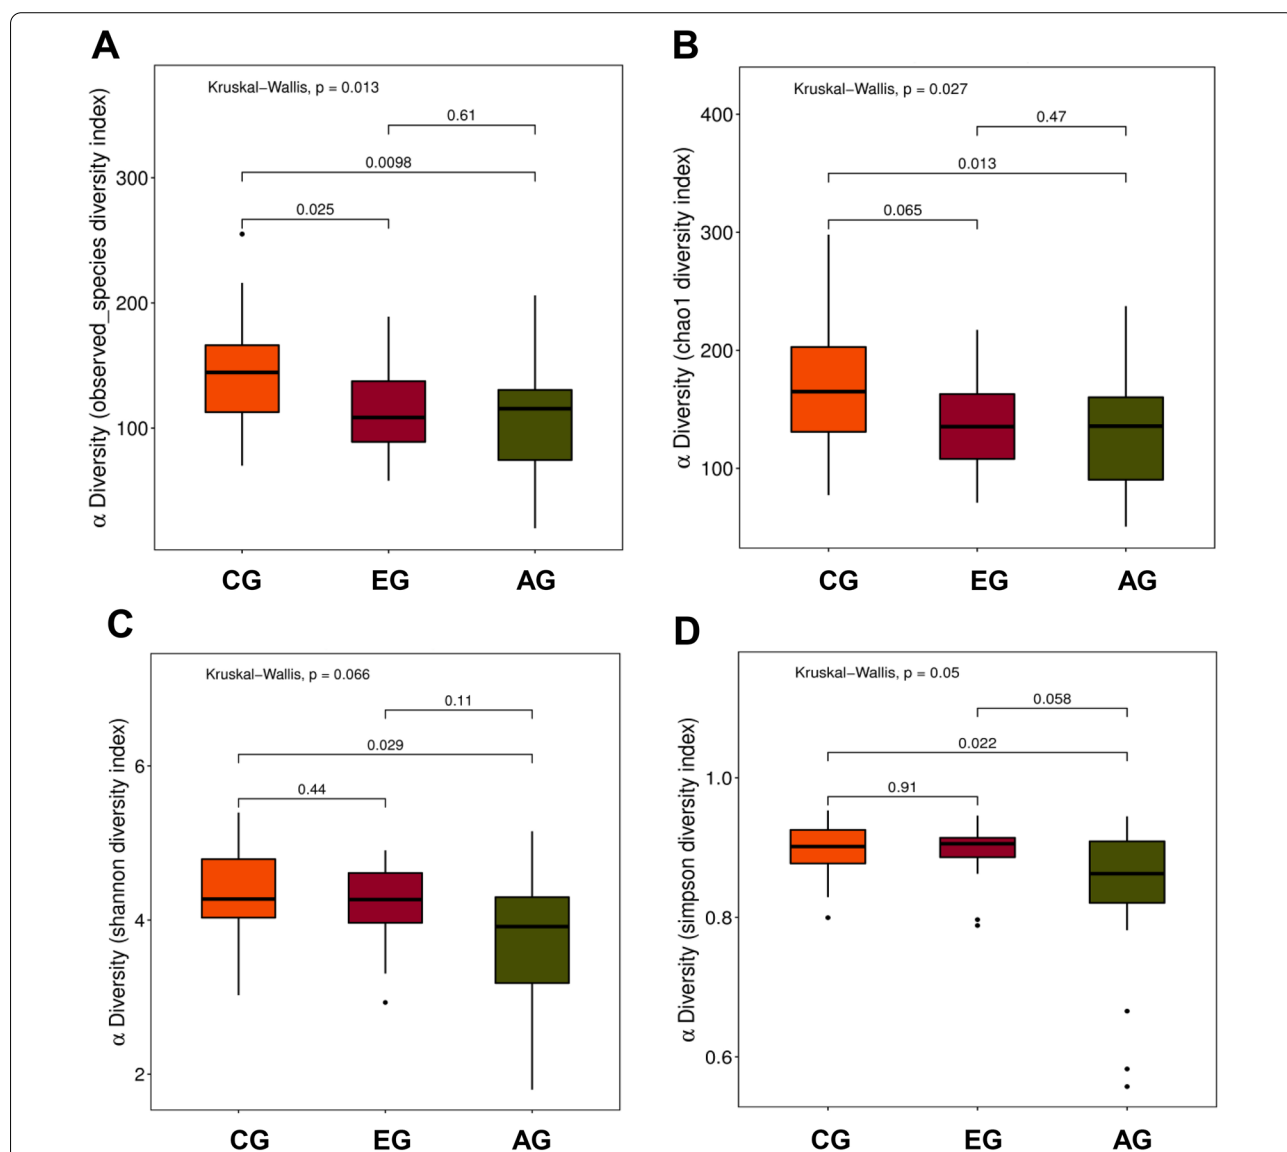 A
Kruskal−Wallis, p = 0.013
0.61
0.0098
0.025
300
200
100
α Diversity (observed_species diversity index)
CG EG AG
B
Kruskal−Wallis, p = 0.027
0.47
0.013
0.065
400
300
200
100
α Diversity (chao1 diversity index)
CG EG AG
C
Kruskal−Wallis, p = 0.066
0.11
0.029
0.44
6
4
2
α Diversity (shannon diversity index)
CG EG AG
D
Kruskal−Wallis, p = 0.05
0.058
0.022
0.91
1.0
0.8
0.6
α Diversity (simpson diversity index)
CG EG AG